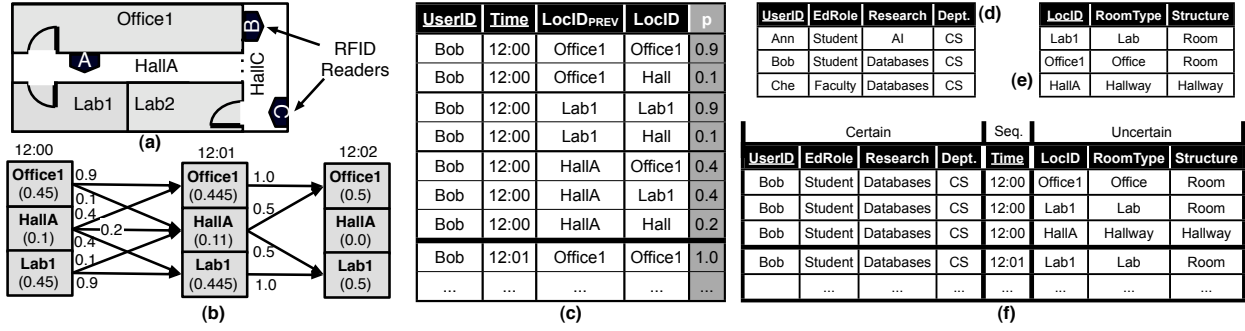 Office1
B
A
HallA
HallC
RFID
Readers
Lab1
Lab2
C
(a)
12:00
12:01
12:02
Office1
(0.45)
HallA
(0.1)
Lab1
(0.45)
0.9
0.1
0.4
0.2
0.4
0.1
0.9
Office1
(0.445)
HallA
(0.11)
Lab1
(0.445)
1.0
0.5
0.5
1.0
Office1
(0.5)
HallA
(0.0)
Lab1
(0.5)
(b)
UserID Time LocIDPREV LocID p
Bob 12:00 Office1 Office1 0.9
Bob 12:00 Office1 Hall 0.1
Bob 12:00 Lab1 Lab1 0.9
Bob 12:00 Lab1 Hall 0.1
Bob 12:00 HallA Office1 0.4
Bob 12:00 HallA Lab1 0.4
Bob 12:00 HallA Hall 0.2
Bob 12:01 Office1 Office1 1.0
... ... ... ... ...
(c)
UserID EdRole Research Dept.
Ann Student AI CS
Bob Student Databases CS
Che Faculty Databases CS
(d)
LocID RoomType Structure
Lab1 Lab Room
Office1 Office Room
HallA Hallway Hallway
(e)
Certain Seq. Uncertain
UserID EdRole Research Dept. Time LocID RoomType Structure
Bob Student Databases CS 12:00 Office1 Office Room
Bob Student Databases CS 12:00 Lab1 Lab Room
Bob Student Databases CS 12:00 HallA Hallway Hallway
Bob Student Databases CS 12:01 Lab1 Lab Room
... ... ... ... ... ... ... ...
(f)